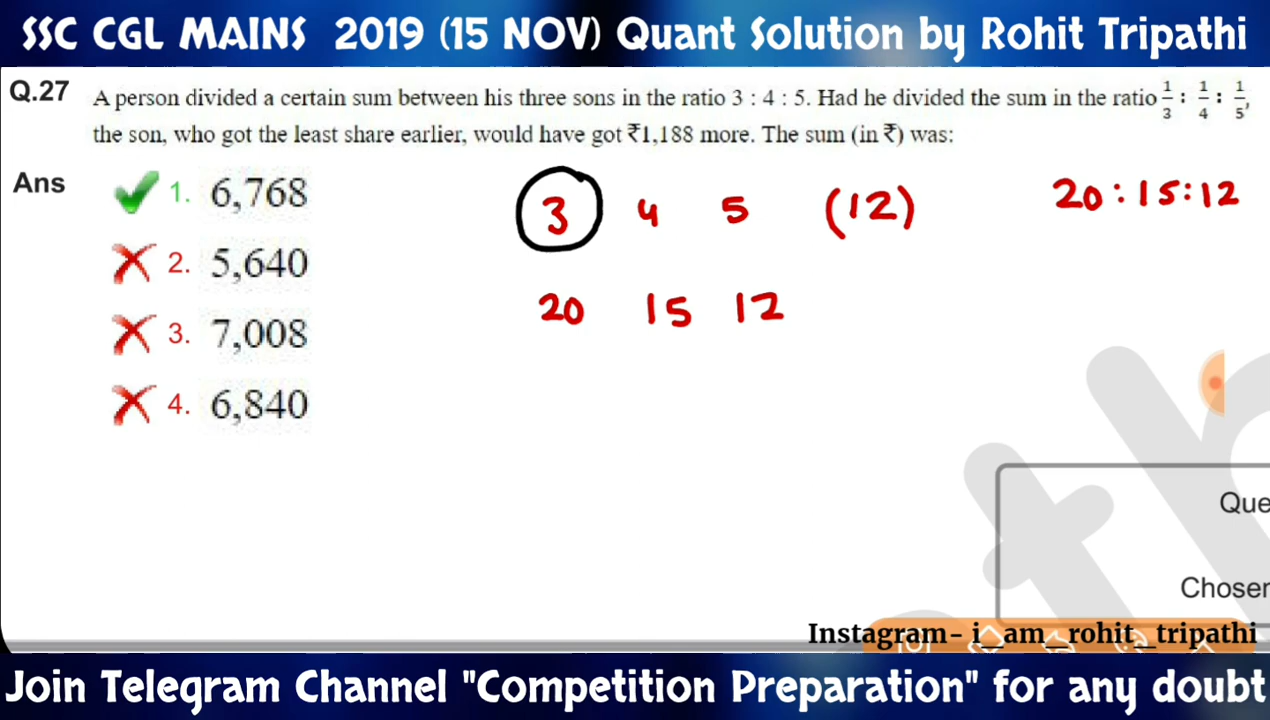 SSC CGL MAINS 2019 (15 NOV) Quant Solution by Rohit Tripathi
Q.27 A person divided a certain sum between his three sons in the ratio 3 : 4 : 5. Had he divided the sum in the ratio 1/3 : 1/4 : 1/5,
the son, who got the least share earlier, would have got ₹1,188 more. The sum (in ₹) was:
Ans
1. 6,768
2. 5,640
3. 7,008
4. 6,840
3 4 5 (12)
20 : 15 : 12
20 15 12
Que
Chosen
Instagram- i_am_rohit_tripathi
Join Telegram Channel "Competition Preparation" for any doubt